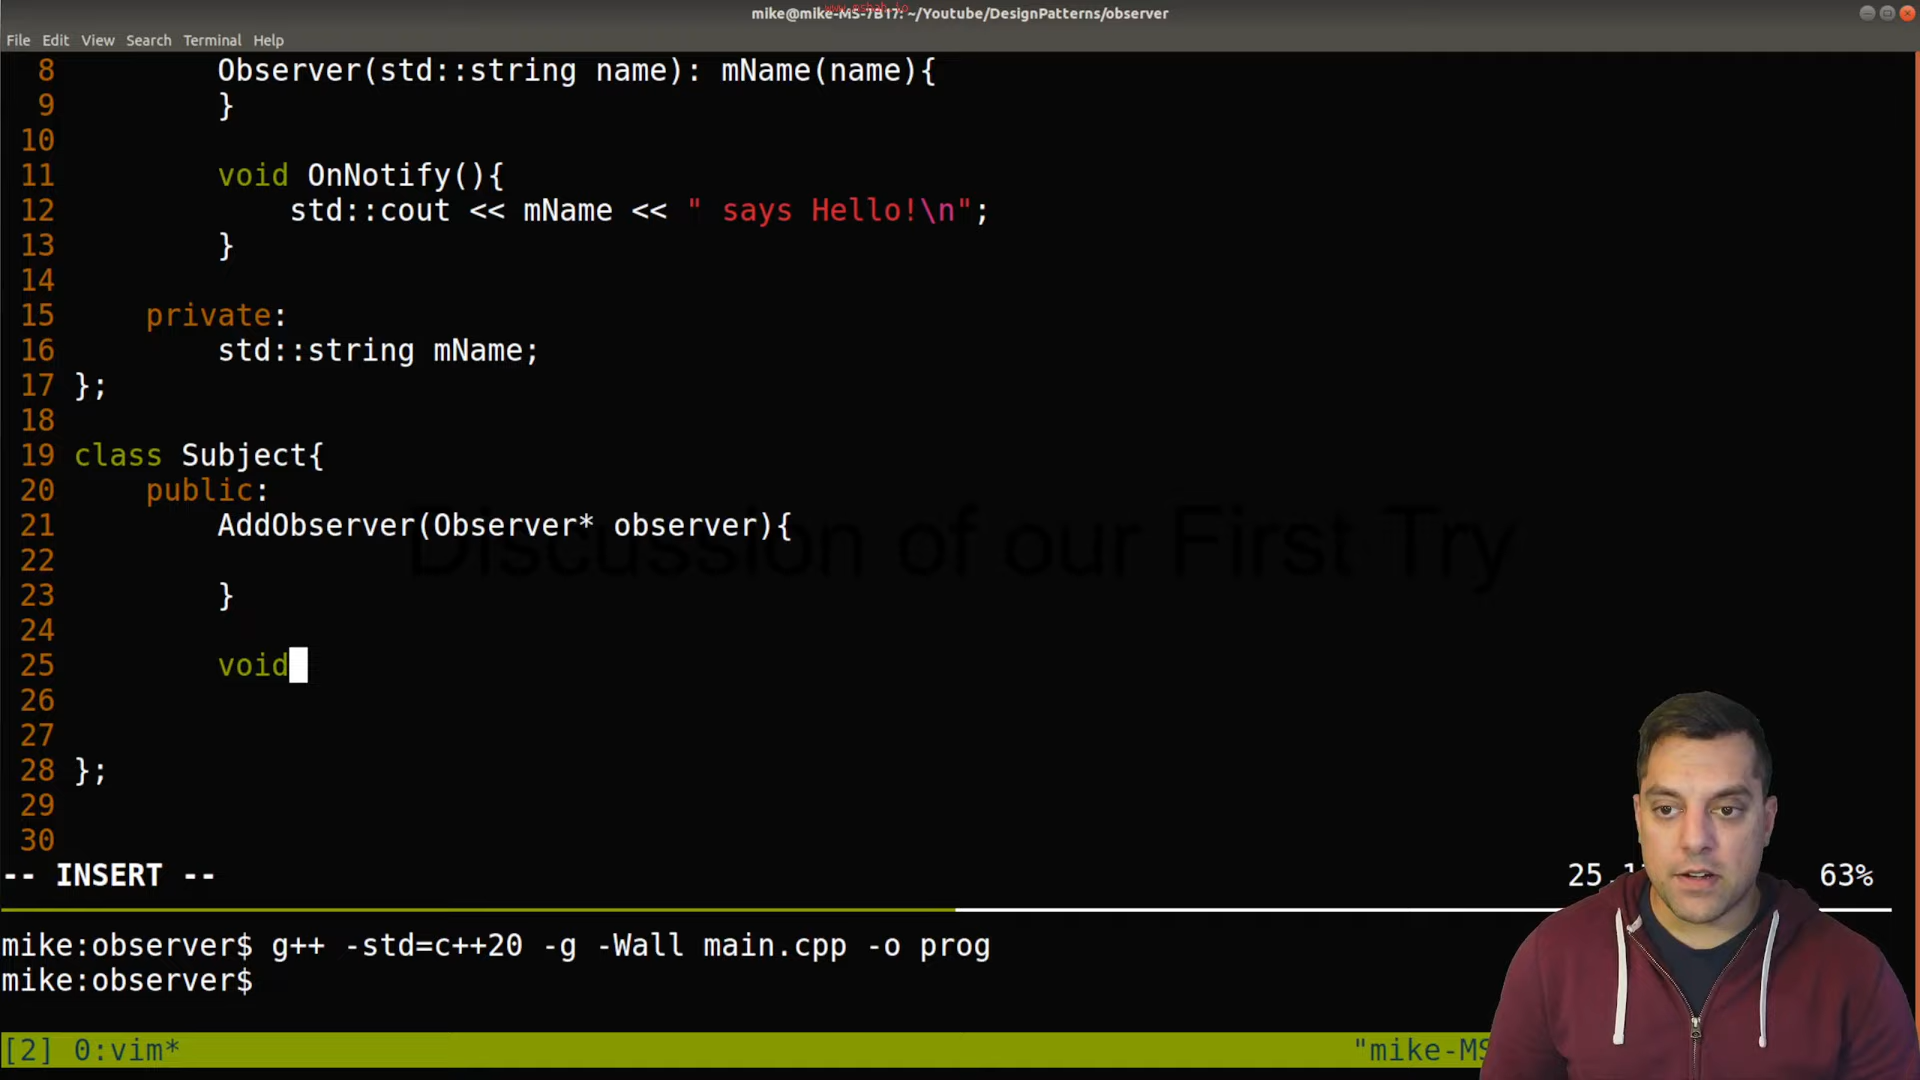 www.mshah.io
mike@mike-MS-7B17: ~/Youtube/DesignPatterns/observer
File Edit View Search Terminal Help
8 Observer(std::string name): mName(name){
9 }
10
11 void OnNotify(){
12 std::cout << mName << " says Hello!\n";
13 }
14
15 private:
16 std::string mName;
17 };
18
19 class Subject{
20 public:
21 AddObserver(Observer* observer){
22
23 }
24
25 void
26
27
28 };
29
30
Discussion of our First Try
-- INSERT -- 63%
mike:observer$ g++ -std=c++20 -g -Wall main.cpp -o prog
mike:observer$
[2] 0:vim*